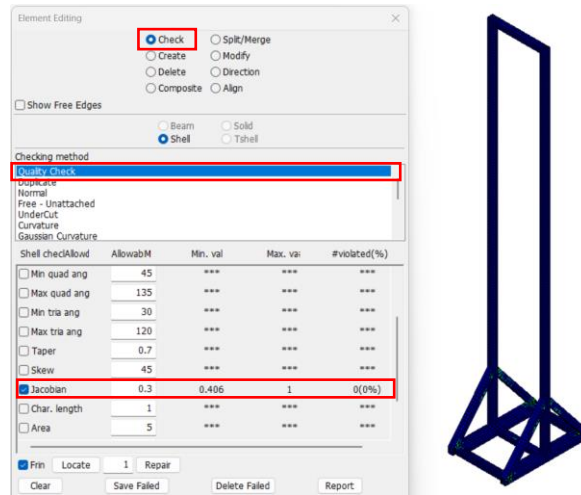 Element Editing
Check Split/Merge
Create Modify
Delete Direction
Composite Align
Show Free Edges
Beam Solid
Shell Tshell
Checking method
Quality Check
Duplicate
Normal
Free - Unattached
UnderCut
Curvature
Gaussian Curvature
Shell checlAllowd AllowabM Min. val Max. val #violated(%)
Min quad ang 45 *** *** ***
Max quad ang 135 *** *** ***
Min tria ang 30 *** *** ***
Max tria ang 120 *** *** ***
Taper 0.7 *** *** ***
Skew 45 *** *** ***
Jacobian 0.3 0.406 1 0(0%)
Char. length 1 *** *** ***
Area 5 *** *** ***
Frin Locate 1 Repair
Clear Save Failed Delete Failed Report